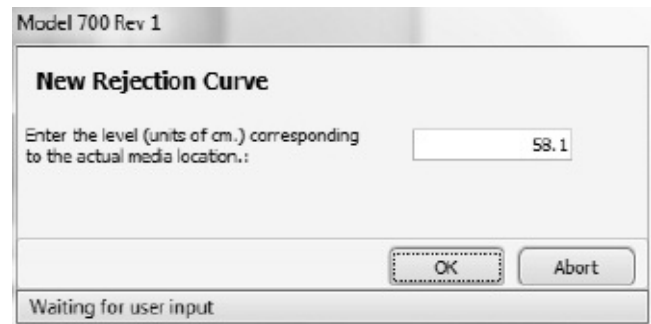 Model 700 Rev 1
New Rejection Curve
Enter the level (units of cm.) corresponding
to the actual media location.:
58.1
OK
Abort
Waiting for user input